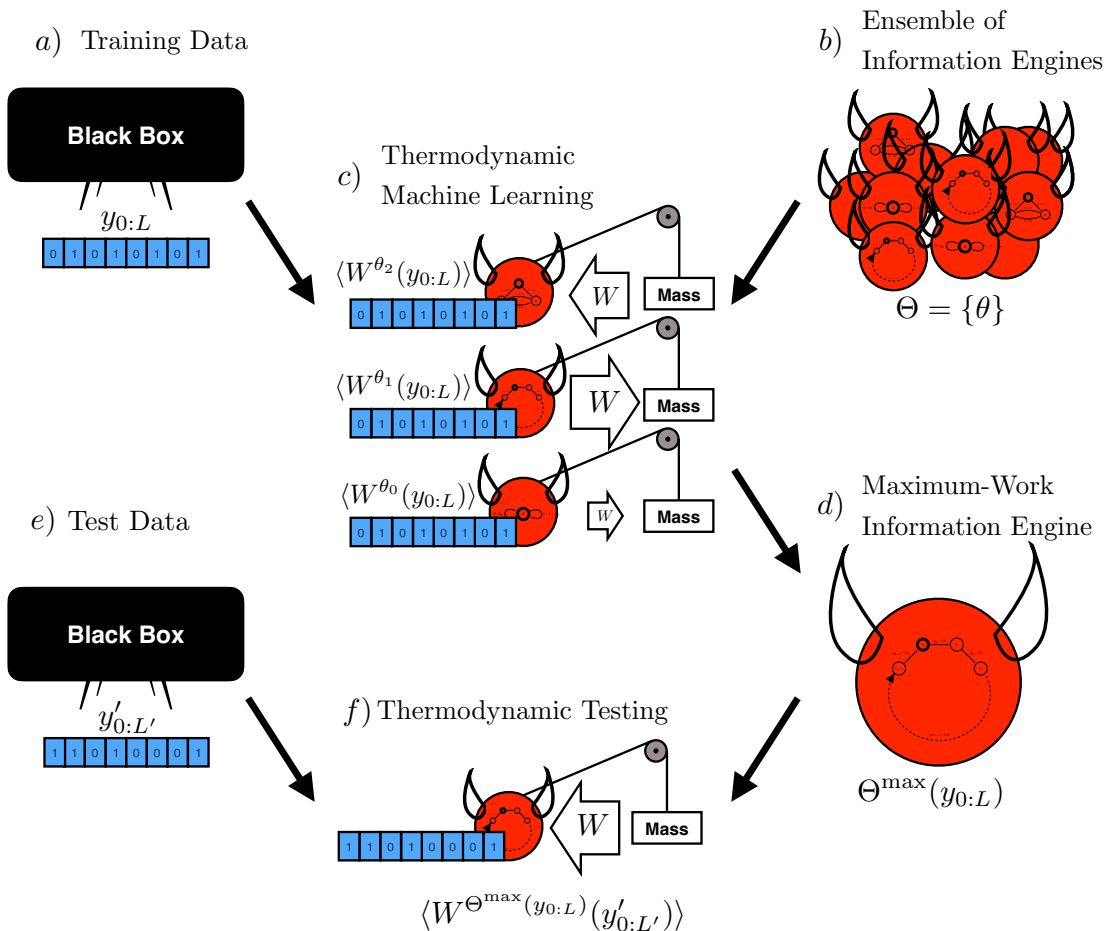 a) Training Data
Black Box
y_{0:L}
0 1 0 1 0 1 0 1
b) Ensemble of
Information Engines
Θ = {θ}
c) Thermodynamic
Machine Learning
⟨W^{θ_2}(y_{0:L})⟩
0 1 0 1 0 1 0 1
W
Mass
⟨W^{θ_1}(y_{0:L})⟩
0 1 0 1 0 1 0 1
W
Mass
⟨W^{θ_0}(y_{0:L})⟩
0 1 0 1 0 1 0 1
W
Mass
d) Maximum-Work
Information Engine
Θ^{max}(y_{0:L})
e) Test Data
Black Box
y'_{0:L'}
1 1 0 1 0 0 0 1
f) Thermodynamic Testing
1 1 0 1 0 0 0 1
W
Mass
⟨W^{Θ^{max}(y_{0:L})}(y'_{0:L'})⟩